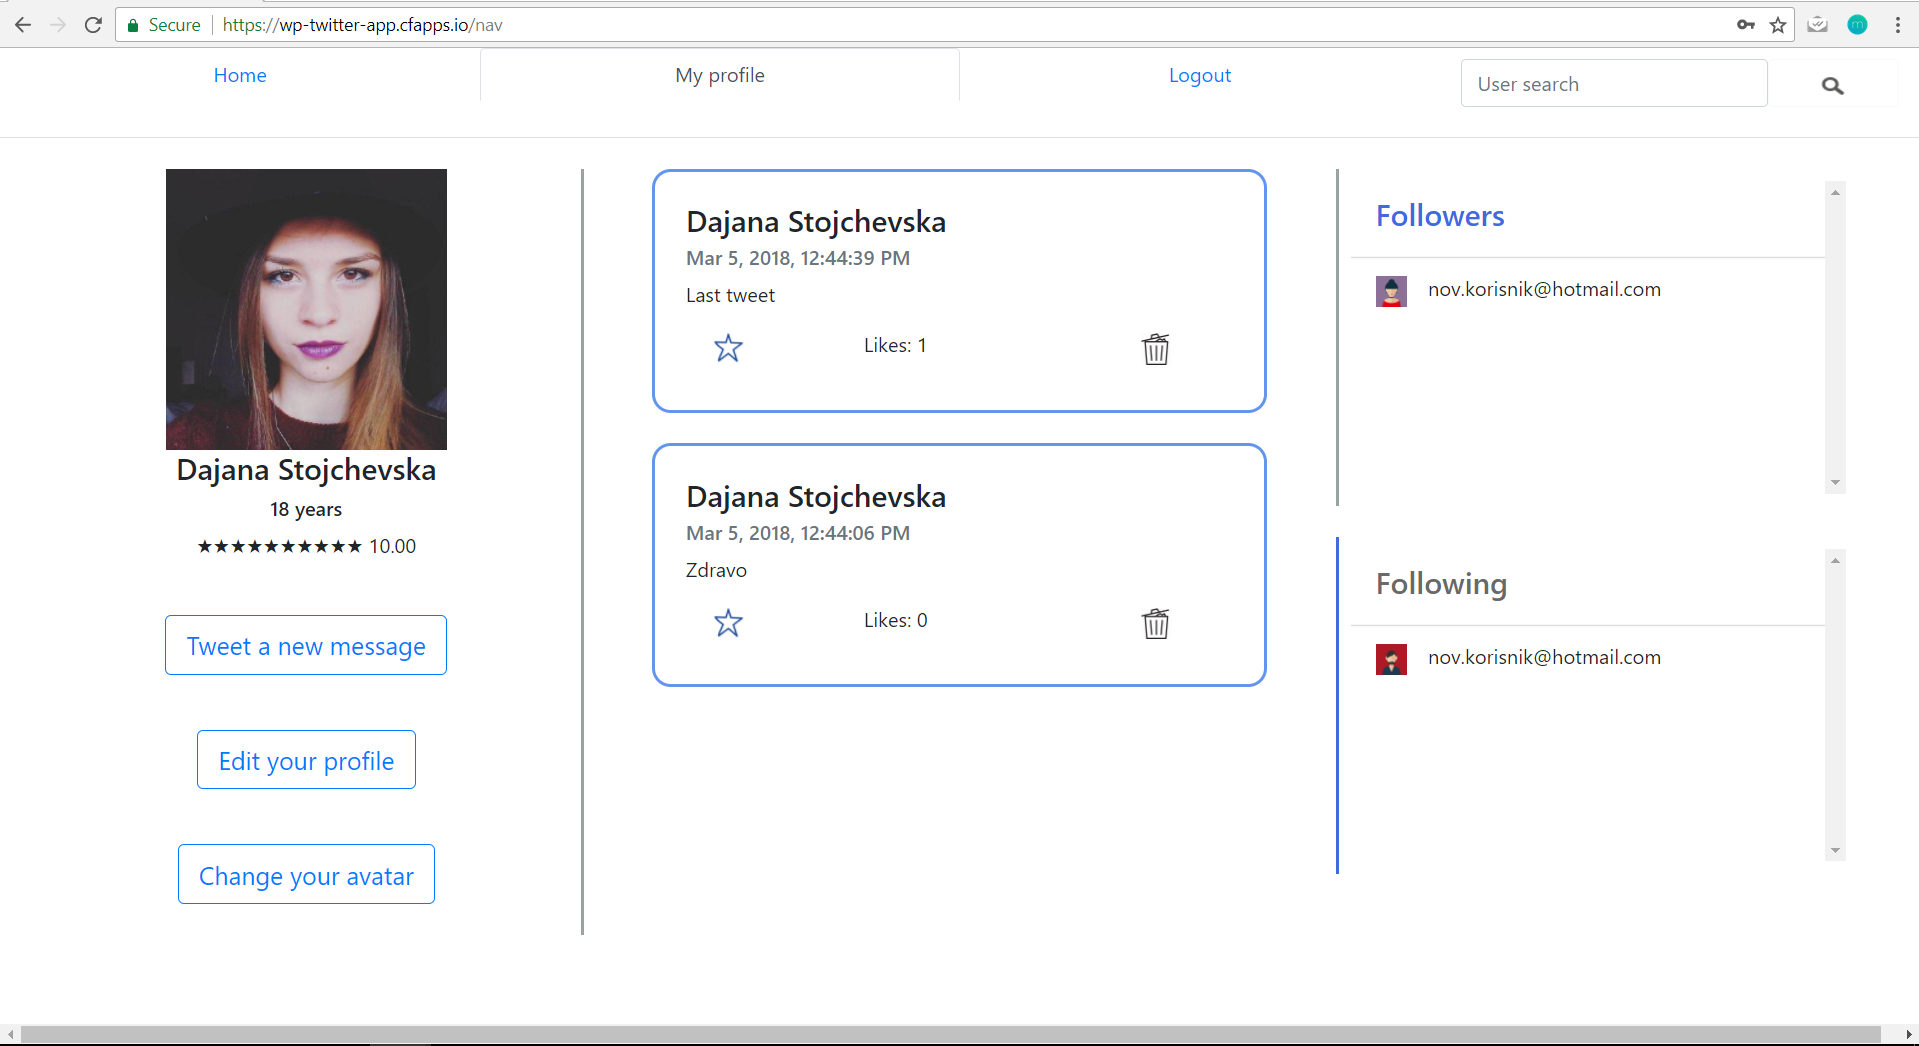 Secure https://wp-twitter-app.cfapps.io/nav
m
Home
My profile
Logout
User search
Dajana Stojchevska
18 years
★★★★★★★★★★ 10.00
Tweet a new message
Edit your profile
Change your avatar
Dajana Stojchevska
Mar 5, 2018, 12:44:39 PM
Last tweet
Likes: 1
Dajana Stojchevska
Mar 5, 2018, 12:44:06 PM
Zdravo
Likes: 0
Followers
nov.korisnik@hotmail.com
Following
nov.korisnik@hotmail.com